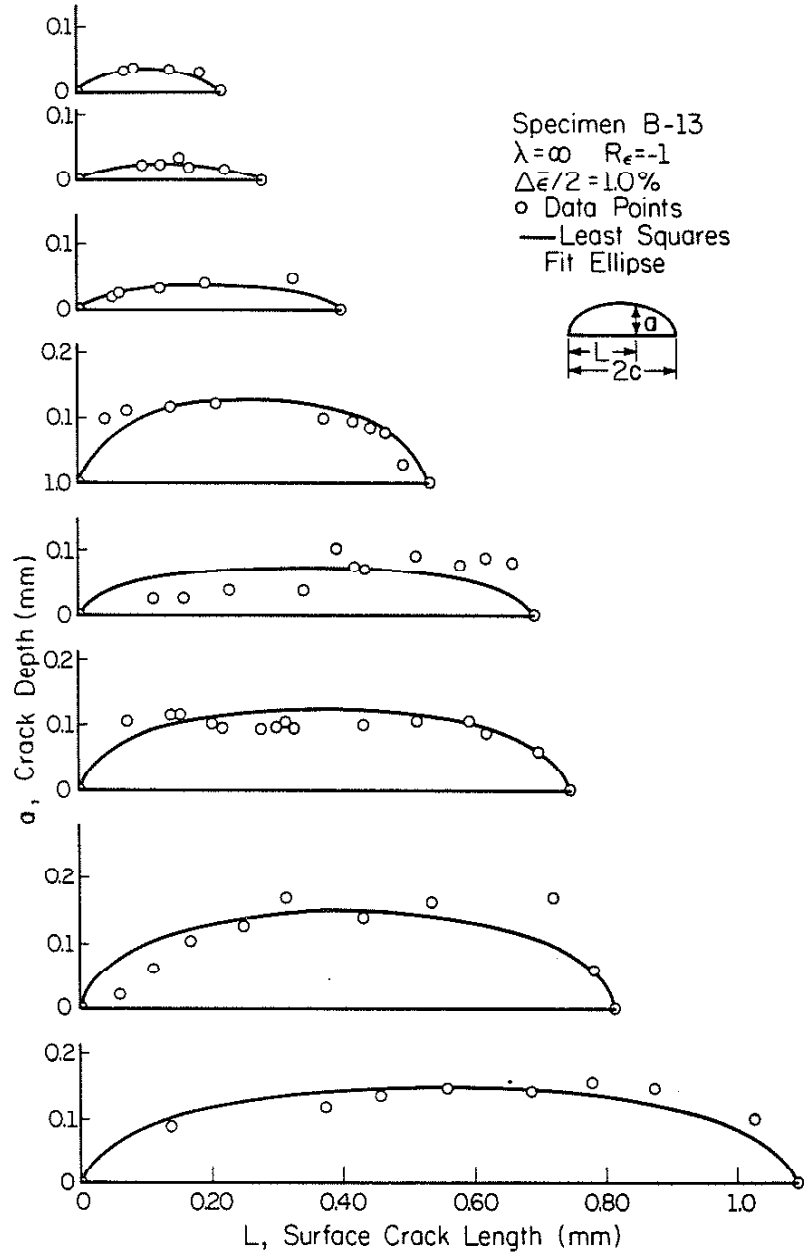 0.1
0
0.1
0
0.1
0
0.2
0.1
1.0
0.1
0
0.2
0.1
0
0.2
0.1
0
0.2
0.1
0
0 0.20 0.40 0.60 0.80 1.0
L, Surface Crack Length (mm)
a, Crack Depth (mm)
Specimen B-13
λ=∞ Rϵ=-1
Δε̄/2=1.0%
o Data Points
— Least Squares
Fit Ellipse
a
L
2c